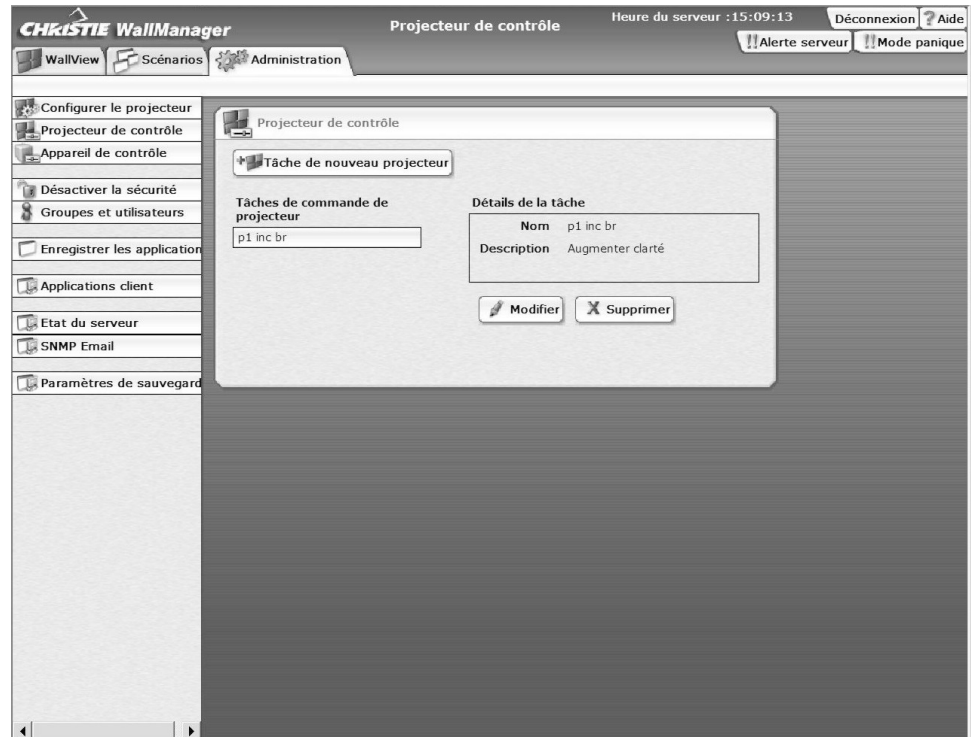 CHRISTIE WallManager
Projecteur de contrôle
Heure du serveur :15:09:13
Déconnexion
? Aide
!!Alerte serveur
!!Mode panique
WallView
Scénarios
Administration
Configurer le projecteur
Projecteur de contrôle
Appareil de contrôle
Désactiver la sécurité
Groupes et utilisateurs
Enregistrer les application
Applications client
Etat du serveur
SNMP Email
Paramètres de sauvegard
Projecteur de contrôle
Tâche de nouveau projecteur
Tâches de commande de
projecteur
p1 inc br
Détails de la tâche
Nom p1 inc br
Description Augmenter clarté
Modifier
X Supprimer